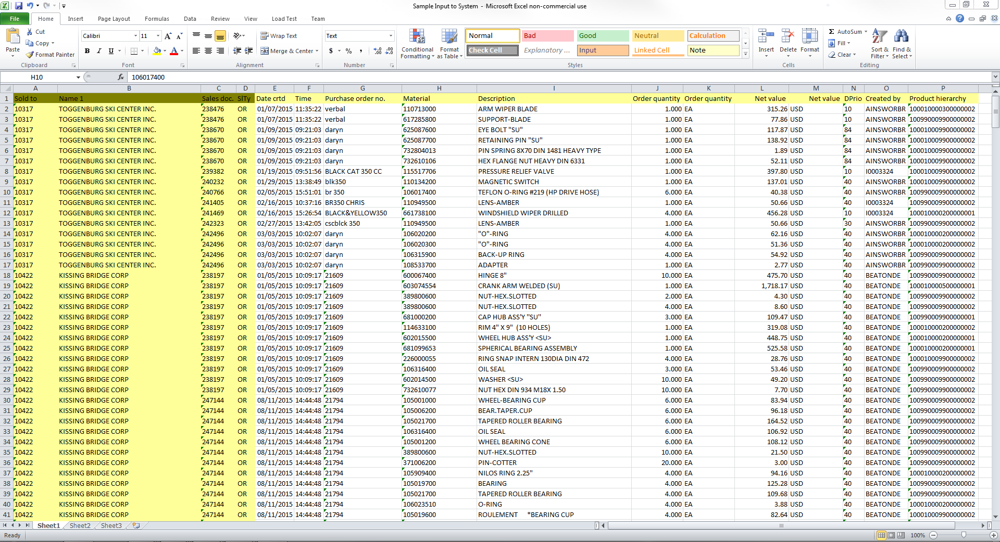 Sample Input to System - Microsoft Excel non-commercial use
File Home Insert Page Layout Formulas Data Review View Load Test Team
Paste Cut Copy Format Painter Clipboard
Calibri 11 B I U Font
Wrap Text Merge & Center Alignment
Text $ % , Number
Conditional Formatting Format as Table
Normal Bad Good Neutral Calculation
Check Cell Explanatory ... Input Linked Cell Note
Styles
Insert Delete Format Cells
Σ AutoSum Fill Clear Sort & Filter Find & Select Editing
H10 fx 106017400
A B C D E F G H I J K L M N O P
1 Sold to Name 1 Sales doc. SlTy Date crtd Time Purchase order no. Material Description Order quantity Order quantity Net value Net value DPrio Created by Product hierarchy
2 10317 TOGGENBURG SKI CENTER INC. 238476 OR 01/07/2015 11:35:22 verbal 110713000 ARM WIPER BLADE 1.000 EA 315.26 USD 10 AINSWORBR 100010000300000002
3 10317 TOGGENBURG SKI CENTER INC. 238476 OR 01/07/2015 11:35:22 verbal 617285800 SUPPORT-BLADE 1.000 EA 77.86 USD 10 AINSWORBR 100990009900000002
4 10317 TOGGENBURG SKI CENTER INC. 238670 OR 01/09/2015 09:21:03 daryn 625087600 EYE BOLT "SU" 1.000 EA 117.87 USD 84 AINSWORBR 100010009900000002
5 10317 TOGGENBURG SKI CENTER INC. 238670 OR 01/09/2015 09:21:03 daryn 625087700 RETAINING PIN "SU" 1.000 EA 138.92 USD 84 AINSWORBR 100010009900000002
6 10317 TOGGENBURG SKI CENTER INC. 238670 OR 01/09/2015 09:21:03 daryn 732804013 PIN SPRING 8X70 DIN 1481 HEAVY TYPE 1.000 EA 1.89 USD 84 AINSWORBR 100010009900000002
7 10317 TOGGENBURG SKI CENTER INC. 238670 OR 01/09/2015 09:21:03 daryn 732610106 HEX FLANGE NUT HEAVY DIN 6331 1.000 EA 52.11 USD 84 AINSWORBR 100010009900000002
8 10317 TOGGENBURG SKI CENTER INC. 239382 OR 01/19/2015 09:51:56 BLACK CAT 350 CC 115517706 PRESSURE RELIEF VALVE 1.000 EA 397.80 USD 10 I0003324 100010009900000002
9 10317 TOGGENBURG SKI CENTER INC. 240232 OR 01/29/2015 13:38:49 blk350 110134200 MAGNETIC SWITCH 1.000 EA 137.01 USD 40 AINSWORBR 100010009900000002
10 10317 TOGGENBURG SKI CENTER INC. 240766 OR 02/05/2015 15:51:01 br 350 106017400 TEFLON O-RING #219 (HP DRIVE HOSE) 6.000 EA 40.38 USD 40 AINSWORBR 100990009900000002
11 10317 TOGGENBURG SKI CENTER INC. 241405 OR 02/16/2015 10:37:16 BR350 CHRIS 110949500 LENS-AMBER 1.000 EA 50.66 USD 40 I0003324 100990009900000002
12 10317 TOGGENBURG SKI CENTER INC. 241469 OR 02/16/2015 15:26:54 BLACK&YELLOW350 661738100 WINDSHIELD WIPER DRILLED 4.000 EA 456.28 USD 10 I0003324 100010000200000001
13 10317 TOGGENBURG SKI CENTER INC. 242323 OR 02/27/2015 13:42:05 cscblck 350 110949500 LENS-AMBER 1.000 EA 50.66 USD 30 AINSWORBR 100990009900000002
14 10317 TOGGENBURG SKI CENTER INC. 242496 OR 03/03/2015 10:02:07 daryn 106020200 "O"-RING 4.000 EA 62.16 USD 40 AINSWORBR 100010000200000002
15 10317 TOGGENBURG SKI CENTER INC. 242496 OR 03/03/2015 10:02:07 daryn 106020300 "O"-RING 4.000 EA 51.36 USD 40 AINSWORBR 100010000200000002
16 10317 TOGGENBURG SKI CENTER INC. 242496 OR 03/03/2015 10:02:07 daryn 106315900 BACK-UP RING 4.000 EA 54.92 USD 40 AINSWORBR 100990009900000002
17 10317 TOGGENBURG SKI CENTER INC. 242496 OR 03/03/2015 10:02:07 daryn 108533700 ADAPTER 1.000 EA 2.77 USD 40 AINSWORBR 100990009900000002
18 10422 KISSING BRIDGE CORP 238197 OR 01/05/2015 10:09:17 21609 600067400 HINGE 8" 10.000 EA 475.70 USD 40 BEATONDE 100990009900000002
19 10422 KISSING BRIDGE CORP 238197 OR 01/05/2015 10:09:17 21609 603074554 CRANK ARM WELDED (SU) 1.000 EA 1,718.17 USD 40 BEATONDE 100010000500000001
20 10422 KISSING BRIDGE CORP 238197 OR 01/05/2015 10:09:17 21609 389800600 NUT-HEX.SLOTTED 2.000 EA 4.30 USD 40 BEATONDE 100990009900000002
21 10422 KISSING BRIDGE CORP 238197 OR 01/05/2015 10:09:17 21609 389800600 NUT-HEX.SLOTTED 4.000 EA 8.60 USD 40 BEATONDE 100990009900000002
22 10422 KISSING BRIDGE CORP 238197 OR 01/05/2015 10:09:17 21609 681000200 CAP HUB ASS'Y "SU" 3.000 EA 109.47 USD 40 BEATONDE 100990009900000001
23 10422 KISSING BRIDGE CORP 238197 OR 01/05/2015 10:09:17 21609 114633100 RIM 4" X 9" (10 HOLES) 1.000 EA 319.08 USD 40 BEATONDE 100010000200000002
24 10422 KISSING BRIDGE CORP 238197 OR 01/05/2015 10:09:17 21609 602015500 WHEEL HUB ASS'Y <SU> 1.000 EA 448.75 USD 40 BEATONDE 100010000200000001
25 10422 KISSING BRIDGE CORP 238197 OR 01/05/2015 10:09:17 21609 681099653 SPHERICAL BEARING ASSEMBLY 1.000 EA 525.58 USD 40 BEATONDE 100010000200000001
26 10422 KISSING BRIDGE CORP 238197 OR 01/05/2015 10:09:17 21609 226000055 RING SNAP INTERN 130DIA DIN 472 4.000 EA 28.76 USD 40 BEATONDE 100010009900000002
27 10422 KISSING BRIDGE CORP 238197 OR 01/05/2015 10:09:17 21609 106316400 OIL SEAL 3.000 EA 53.46 USD 40 BEATONDE 100990009900000002
28 10422 KISSING BRIDGE CORP 238197 OR 01/05/2015 10:09:17 21609 602014500 WASHER <SU> 10.000 EA 49.20 USD 40 BEATONDE 100990009900000002
29 10422 KISSING BRIDGE CORP 238197 OR 01/05/2015 10:09:17 21609 732610077 NUT HEX DIN 934 M18X 1.50 10.000 EA 7.70 USD 40 BEATONDE 100990009900000002
30 10422 KISSING BRIDGE CORP 247144 OR 08/11/2015 14:44:48 21794 105001000 WHEEL-BEARING CUP 6.000 EA 83.94 USD 40 BEATONDE 100990009900000002
31 10422 KISSING BRIDGE CORP 247144 OR 08/11/2015 14:44:48 21794 105006200 BEAR.TAPER.CUP 6.000 EA 96.18 USD 40 BEATONDE 100990009900000002
32 10422 KISSING BRIDGE CORP 247144 OR 08/11/2015 14:44:48 21794 105021700 TAPERED ROLLER BEARING 6.000 EA 164.52 USD 40 BEATONDE 100990009900000002
33 10422 KISSING BRIDGE CORP 247144 OR 08/11/2015 14:44:48 21794 106316400 OIL SEAL 6.000 EA 106.92 USD 40 BEATONDE 100990009900000002
34 10422 KISSING BRIDGE CORP 247144 OR 08/11/2015 14:44:48 21794 105001200 WHEEL BEARING CONE 6.000 EA 108.12 USD 40 BEATONDE 100990009900000002
35 10422 KISSING BRIDGE CORP 247144 OR 08/11/2015 14:44:48 21794 389800600 NUT-HEX.SLOTTED 10.000 EA 21.50 USD 40 BEATONDE 100990009900000002
36 10422 KISSING BRIDGE CORP 247144 OR 08/11/2015 14:44:48 21794 371006200 PIN-COTTER 20.000 EA 3.00 USD 40 BEATONDE 100990009900000002
37 10422 KISSING BRIDGE CORP 247144 OR 08/11/2015 14:44:48 21794 105909400 NILOS RING 2.25" 4.000 EA 94.16 USD 40 BEATONDE 100010000200000002
38 10422 KISSING BRIDGE CORP 247144 OR 08/11/2015 14:44:48 21794 105019700 BEARING 4.000 EA 125.28 USD 40 BEATONDE 100990009900000002
39 10422 KISSING BRIDGE CORP 247144 OR 08/11/2015 14:44:48 21794 105021700 TAPERED ROLLER BEARING 4.000 EA 109.68 USD 40 BEATONDE 100990009900000002
40 10422 KISSING BRIDGE CORP 247144 OR 08/11/2015 14:44:48 21794 106023510 O-RING 4.000 EA 3.88 USD 40 BEATONDE 100010000200000002
41 10422 KISSING BRIDGE CORP 247144 OR 08/11/2015 14:44:48 21794 105019600 ROULEMENT *BEARING CUP 4.000 EA 82.64 USD 40 BEATONDE 100990009900000002
Sheet1 Sheet2 Sheet3
Ready 100%